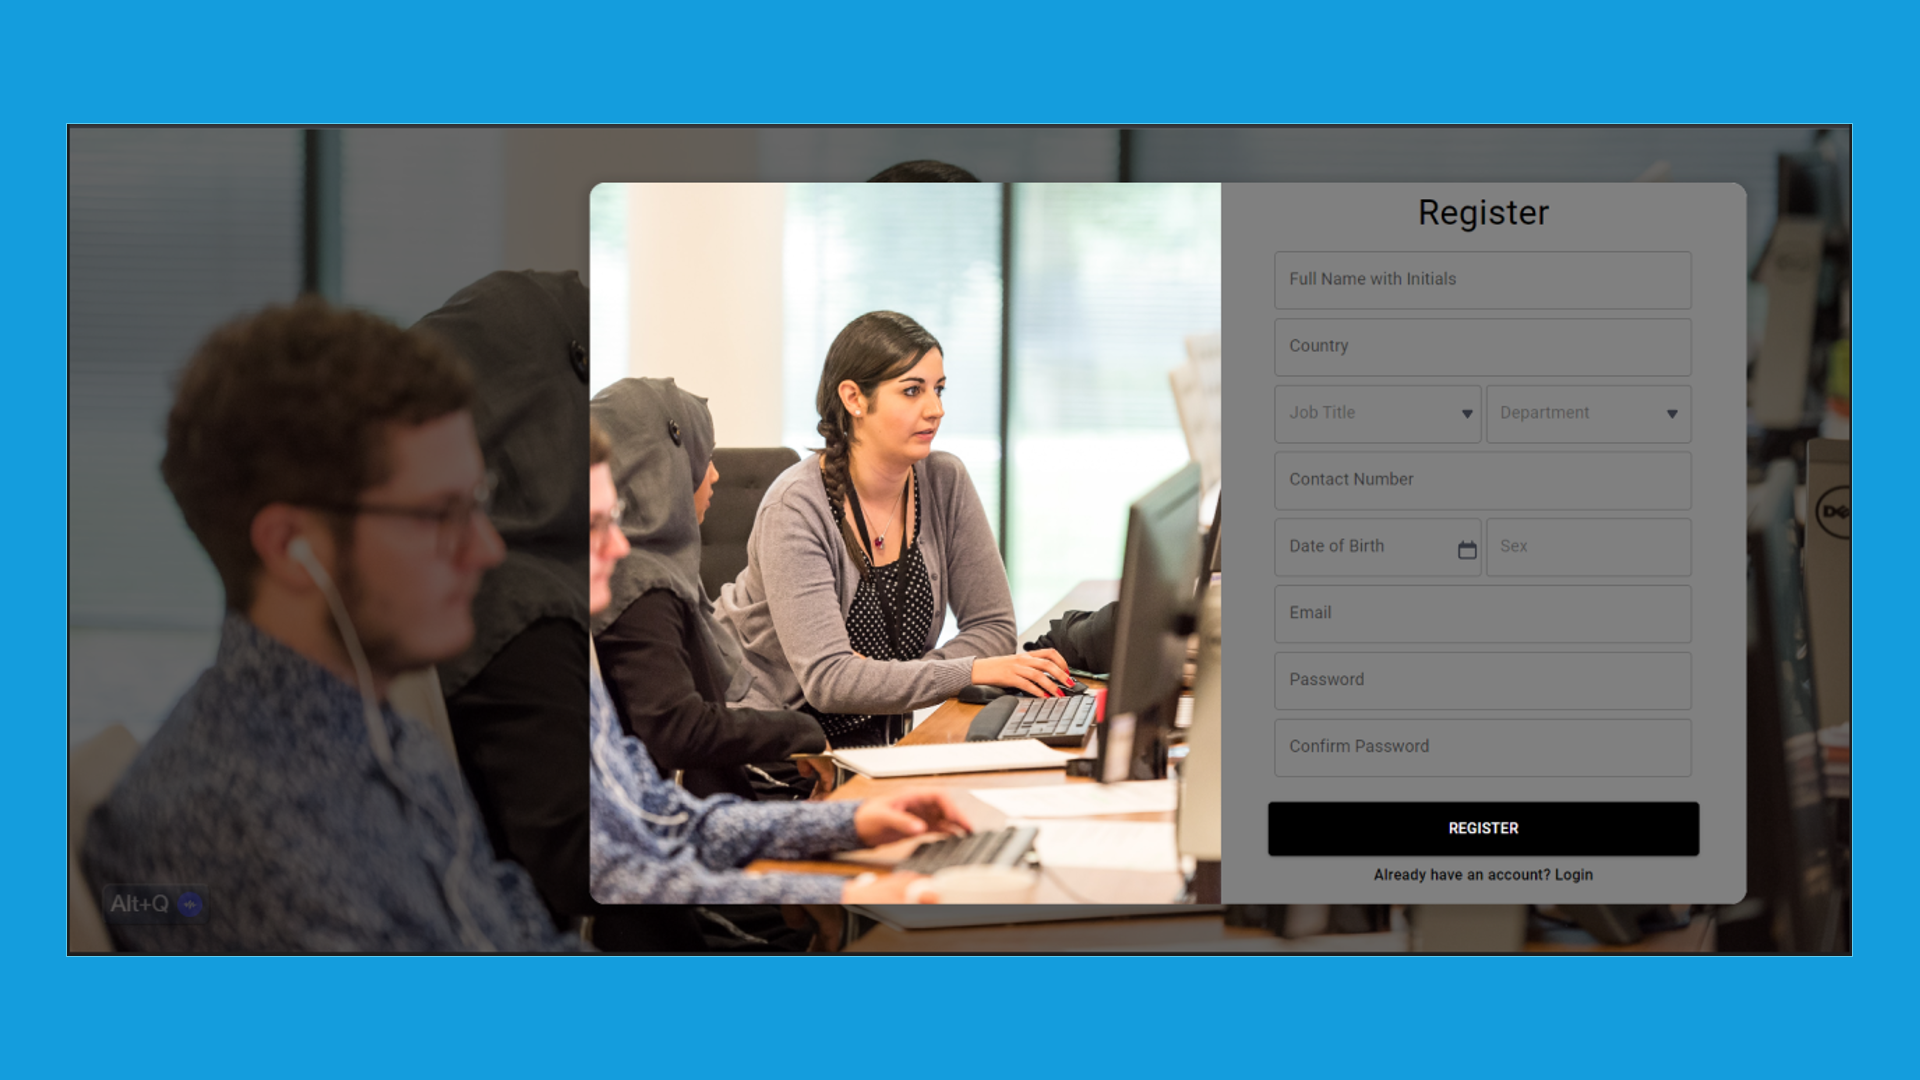 Register
Full Name with Initials
Country
Job Title
Department
Contact Number
Date of Birth
Sex
Email
Password
Confirm Password
REGISTER
Already have an account? Login
Alt+Q